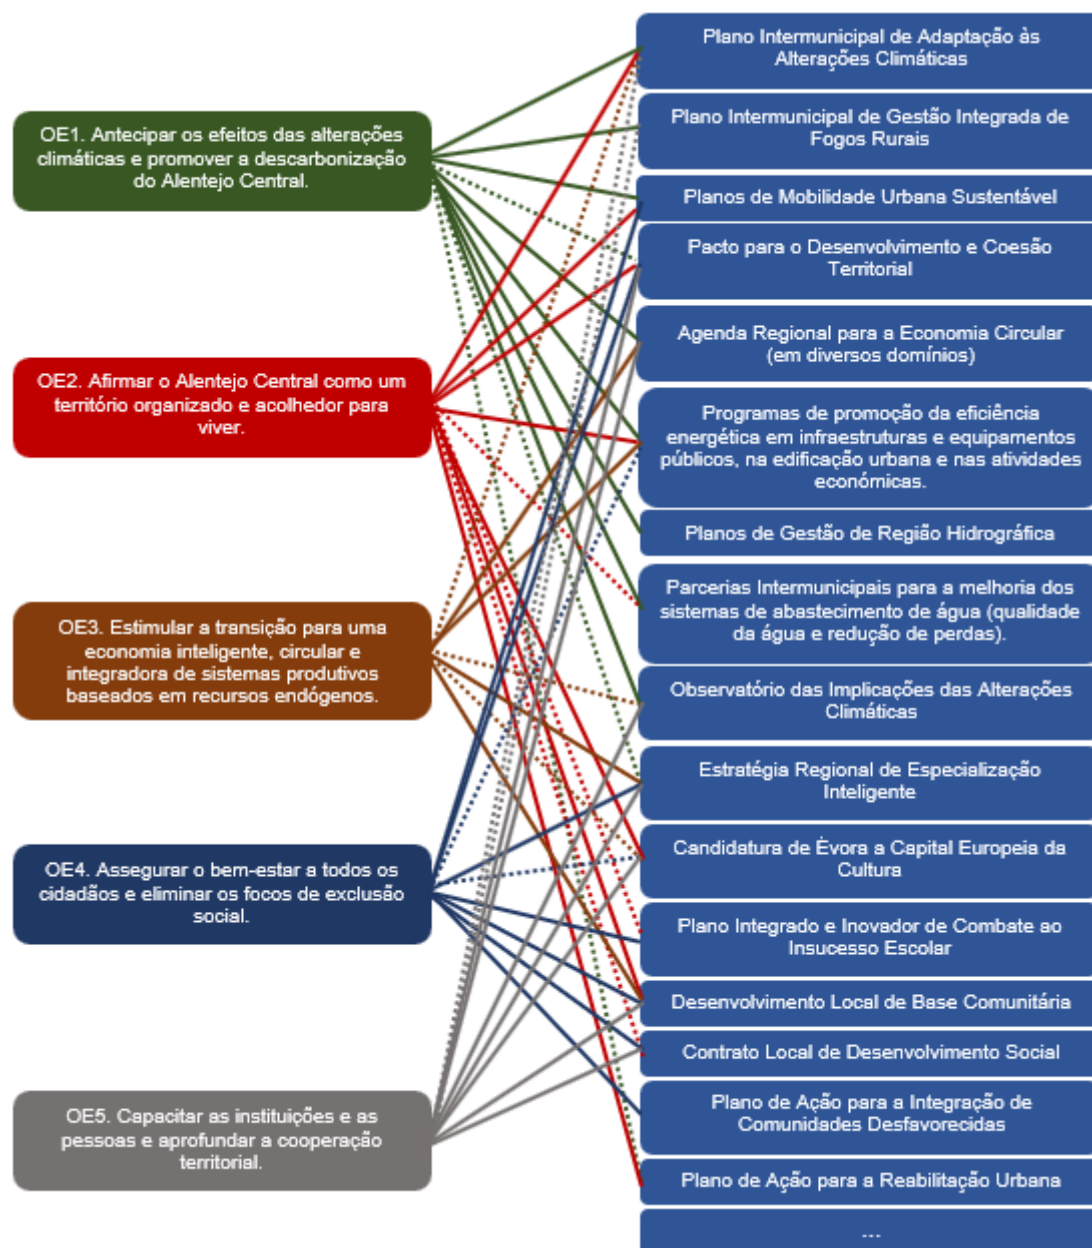 OE1. Antecipar os efeitos das alterações
climáticas e promover a descarbonização
do Alentejo Central.
OE2. Afirmar o Alentejo Central como um
território organizado e acolhedor para
viver.
OE3. Estimular a transição para uma
economia inteligente, circular e
integradora de sistemas produtivos
baseados em recursos endógenos.
OE4. Assegurar o bem-estar a todos os
cidadãos e eliminar os focos de exclusão
social.
OE5. Capacitar as instituições e as
pessoas e aprofundar a cooperação
territorial.
Plano Intermunicipal de Adaptação às
Alterações Climáticas
Plano Intermunicipal de Gestão Integrada de
Fogos Rurais
Planos de Mobilidade Urbana Sustentável
Pacto para o Desenvolvimento e Coesão
Territorial
Agenda Regional para a Economia Circular
(em diversos domínios)
Programas de promoção da eficiência
energética em infraestruturas e equipamentos
públicos, na edificação urbana e nas atividades
económicas.
Planos de Gestão de Região Hidrográfica
Parcerias Intermunicipais para a melhoria dos
sistemas de abastecimento de água (qualidade
da água e redução de perdas).
Observatório das Implicações das Alterações
Climáticas
Estratégia Regional de Especialização
Inteligente
Candidatura de Évora a Capital Europeia da
Cultura
Plano Integrado e Inovador de Combate ao
Insucesso Escolar
Desenvolvimento Local de Base Comunitária
Contrato Local de Desenvolvimento Social
Plano de Ação para a Integração de
Comunidades Desfavorecidas
Plano de Ação para a Reabilitação Urbana
...